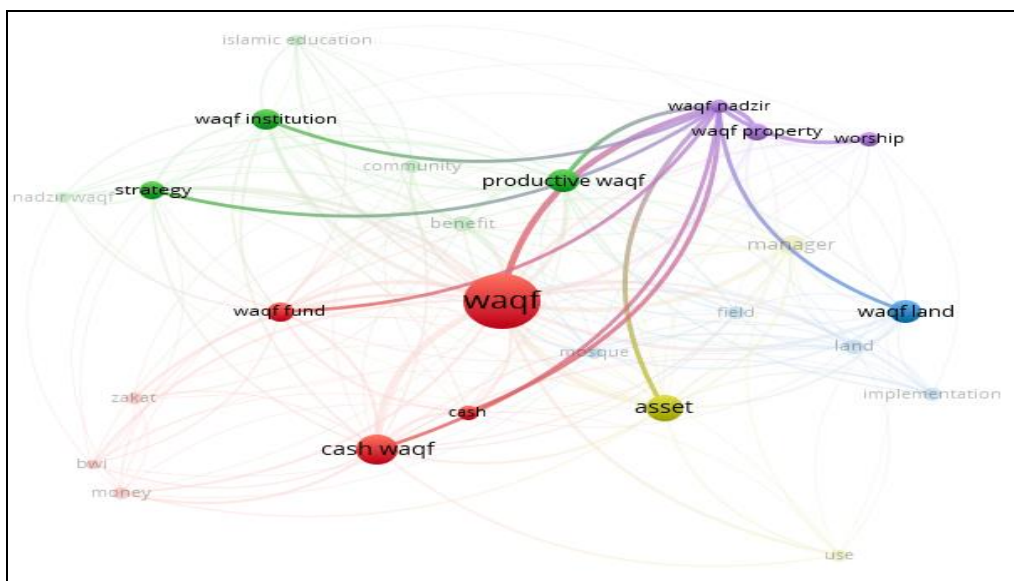 islamic education
waqf nadzir
waqf institution
waqf property
worship
community
productive waqf
strategy
nadzir waqf
benefit
manager
waqf
waqf fund
field
waqf land
mosque
land
zakat
implementation
cash
asset
cash waqf
bwi
money
use